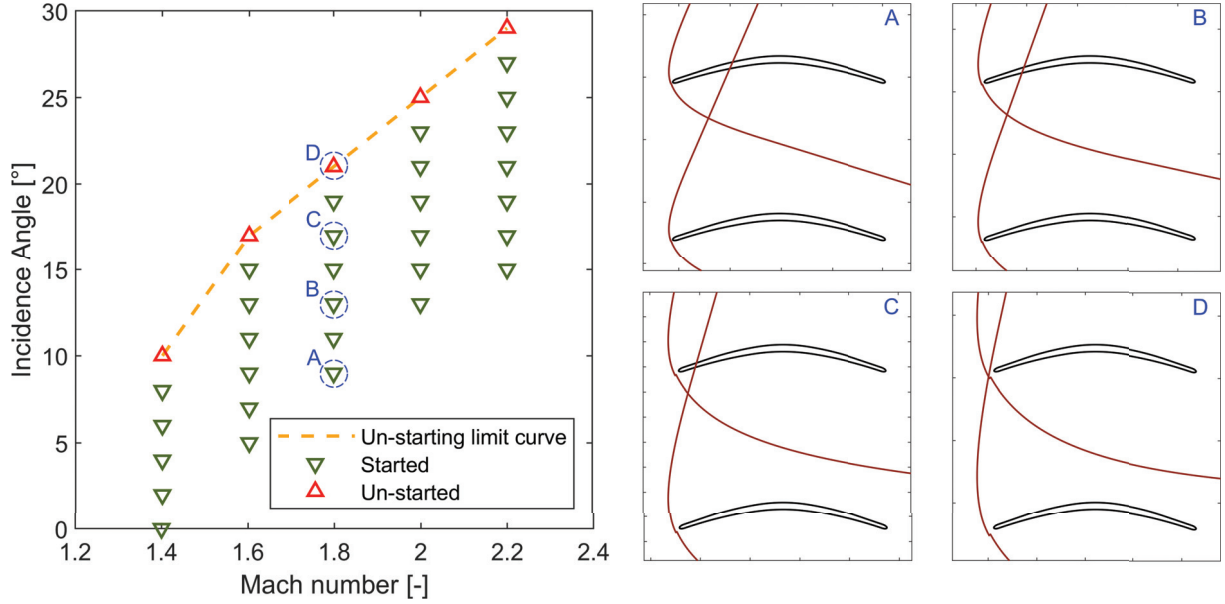 30
25
20
15
10
5
0
Incidence Angle [°]
D
C
B
A
Un-starting limit curve
Started
Un-started
1.2
1.4
1.6
1.8
2
2.2
2.4
Mach number [-]
A
B
C
D